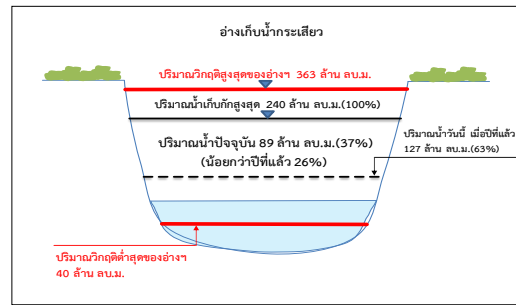 อ่างเก็บน้ำกระเสียว
ปริมาณวิกฤติสูงสุดของอ่างฯ 363 ล้าน ลบ.ม.
ปริมาณน้ำเก็บกักสูงสุด 240 ล้าน ลบ.ม.(100%)
ปริมาณน้ำปัจจุบัน 89 ล้าน ลบ.ม.(37%)
(น้อยกว่าปีที่แล้ว 26%)
ปริมาณน้ำวันนี้ เมื่อปีที่แล้ว
127 ล้าน ลบ.ม.(63%)
ปริมาณวิกฤติต่ำสุดของอ่างฯ
40 ล้าน ลบ.ม.